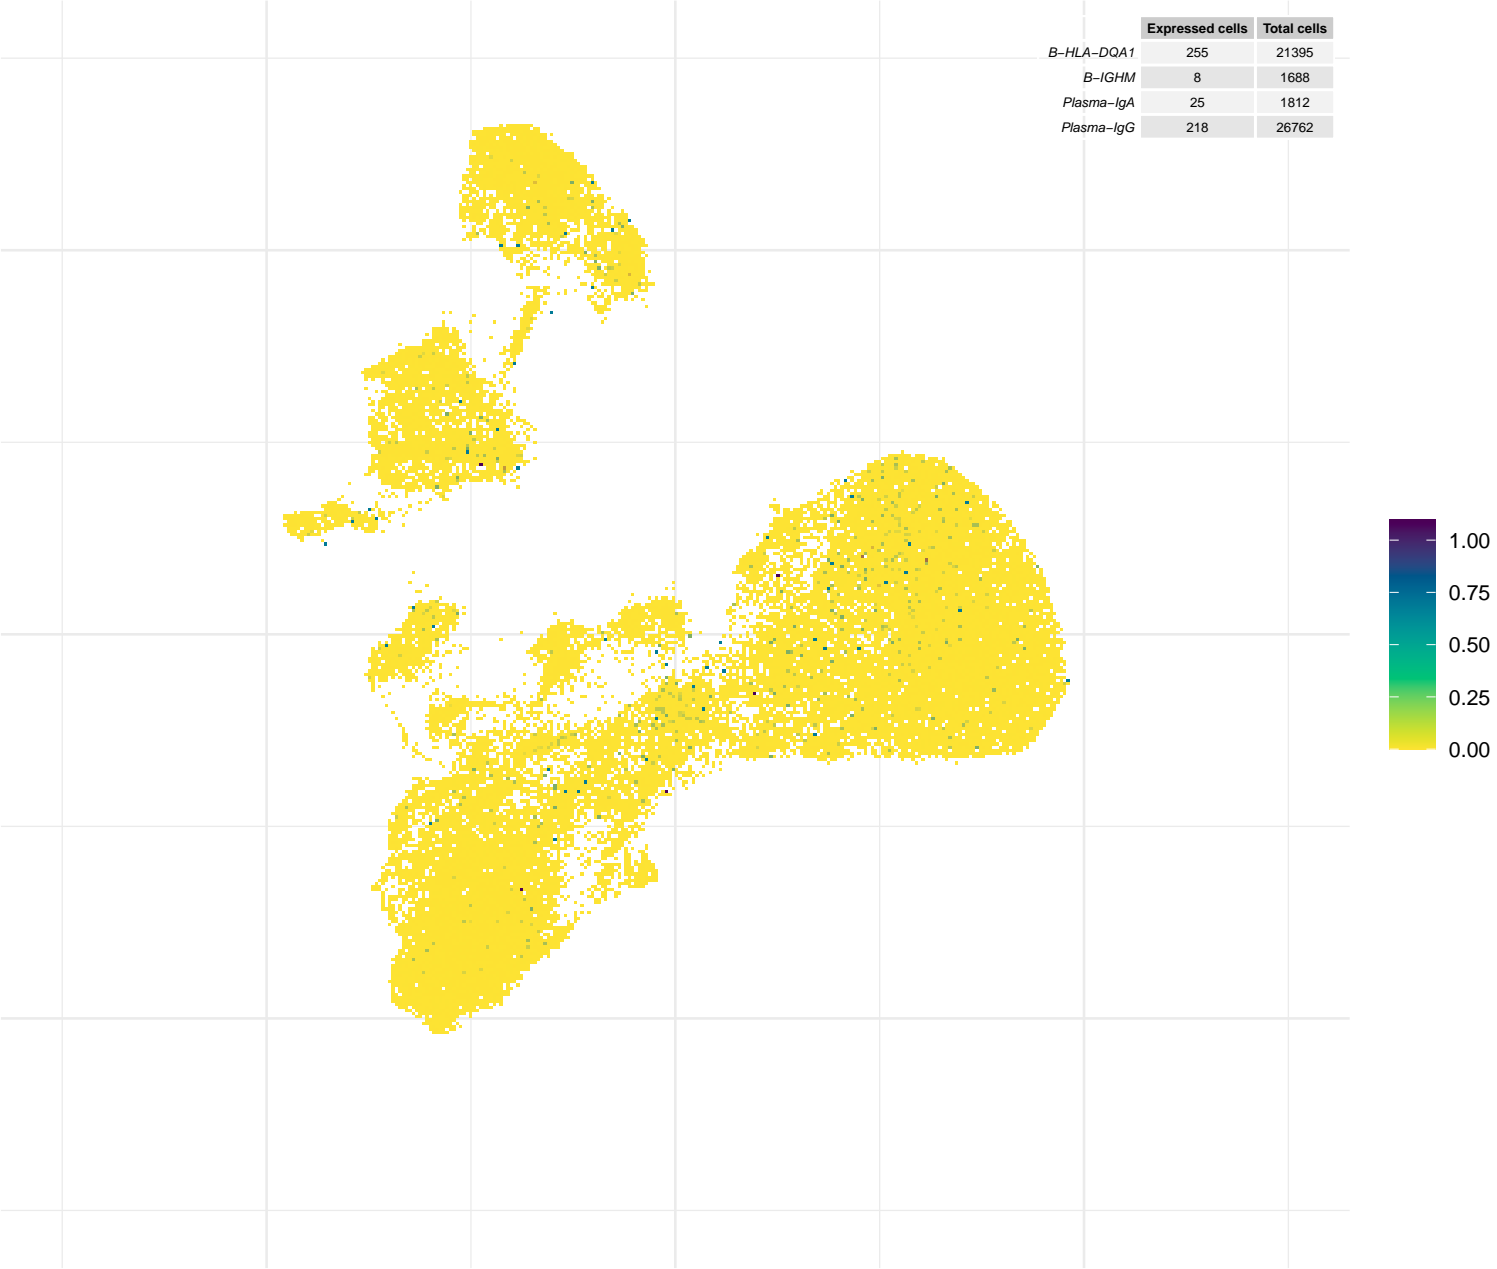 Expressed cells Total cells
B−HLA−DQA1 255 21395
B−IGHM 8 1688
Plasma−IgA 25 1812
Plasma−IgG 218 26762
1.00
0.75
0.50
0.25
0.00